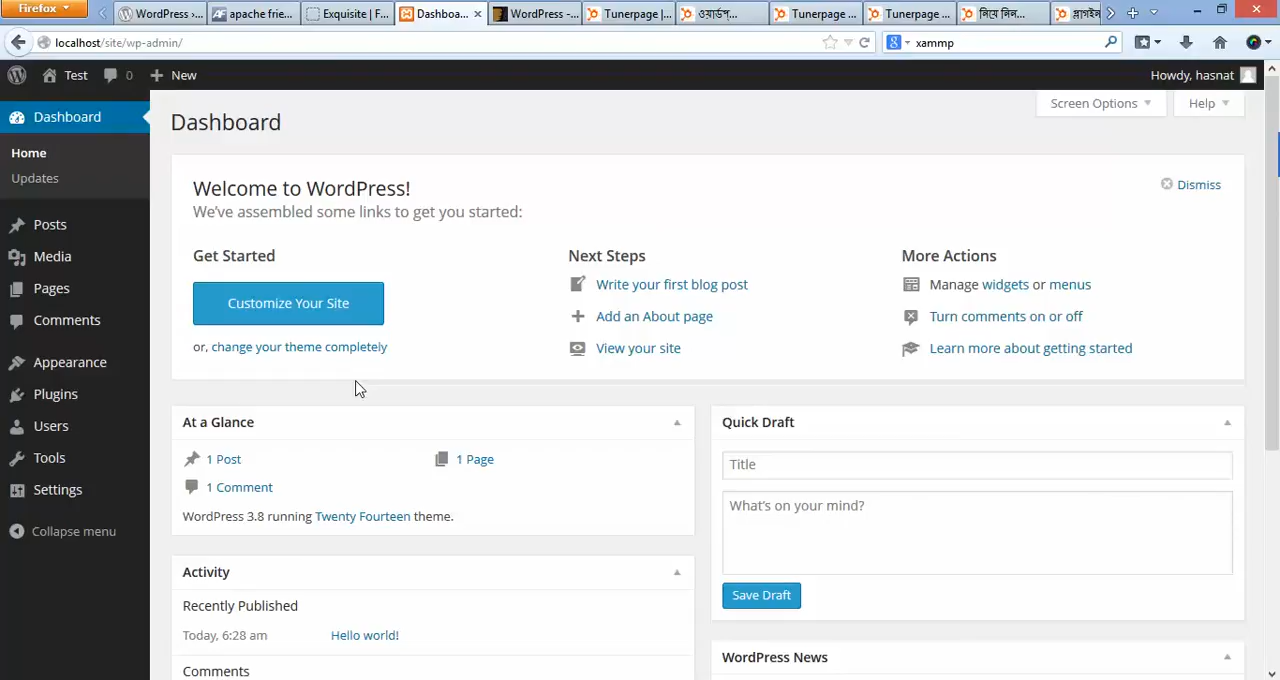 Firefox
WordPress ›...
apache frie...
Exquisite | F...
Dashboa...
WordPress -...
Tunerpage |...
ওয়ার্ডপ্...
Tunerpage ...
Tunerpage ...
নিয়ে নিন...
প্লাগইন
localhost/site/wp-admin/
xammp
Test 0 New
Howdy, hasnat
Dashboard
Home
Updates
Posts
Media
Pages
Comments
Appearance
Plugins
Users
Tools
Settings
Collapse menu
Screen Options
Help
Dashboard
Welcome to WordPress!
Dismiss
We've assembled some links to get you started:
Get Started
Customize Your Site
or, change your theme completely
Next Steps
Write your first blog post
Add an About page
View your site
More Actions
Manage widgets or menus
Turn comments on or off
Learn more about getting started
At a Glance
1 Post
1 Page
1 Comment
WordPress 3.8 running Twenty Fourteen theme.
Activity
Recently Published
Today, 6:28 am Hello world!
Comments
Quick Draft
Title
What's on your mind?
Save Draft
WordPress News